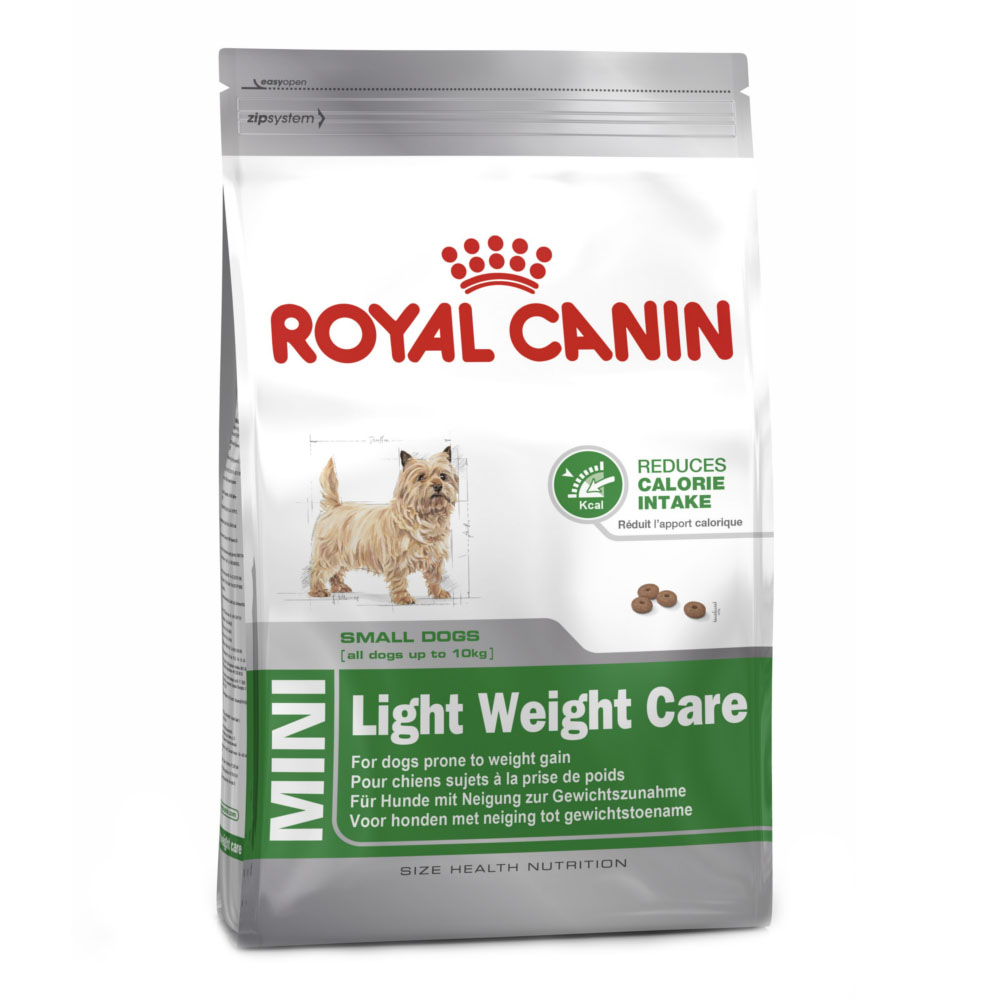 easyopen
zipsystem
ROYAL CANIN
REDUCES
CALORIE
INTAKE
Kcal
Réduit l'apport calorique
SMALL DOGS
[all dogs up to 10kg]
MINI
Light Weight Care
For dogs prone to weight gain
Pour chiens sujets à la prise de poids
Für Hunde mit Neigung zur Gewichtszunahme
Voor honden met neiging tot gewichtstoename
SIZE HEALTH NUTRITION